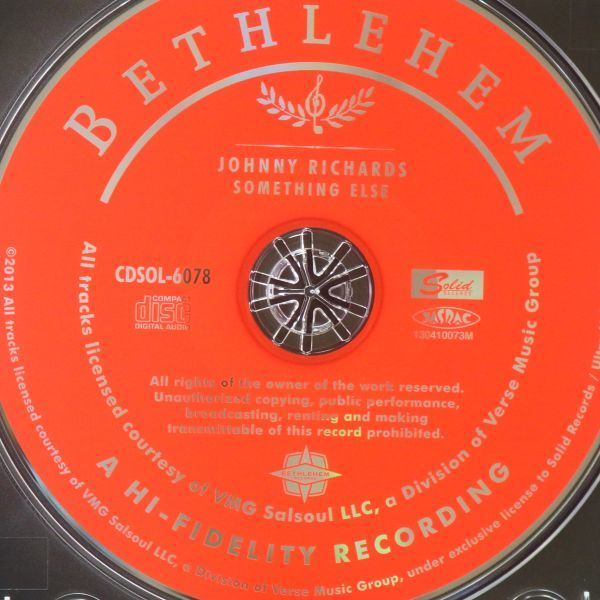 BETHLEHEM
JOHNNY RICHARDS
SOMETHING ELSE
CDSOL-6078
COMPACT
disc
DIGITAL AUDIO
Solid
RECORDS
JASRAC
130410073M
All rights of the owner of the work reserved.
Unauthorized copying, public performance,
broadcasting, renting and making
transmittable of this record prohibited.
BETHLEHEM
RECORDS
All tracks licensed courtesy of VMG Salsoul LLC, a Division of Verse Music Group
A HI-FIDELITY RECORDING
©2013 All tracks licensed courtesy of VMG Salsoul LLC, a Division of Verse Music Group, under exclusive license to Solid Records /